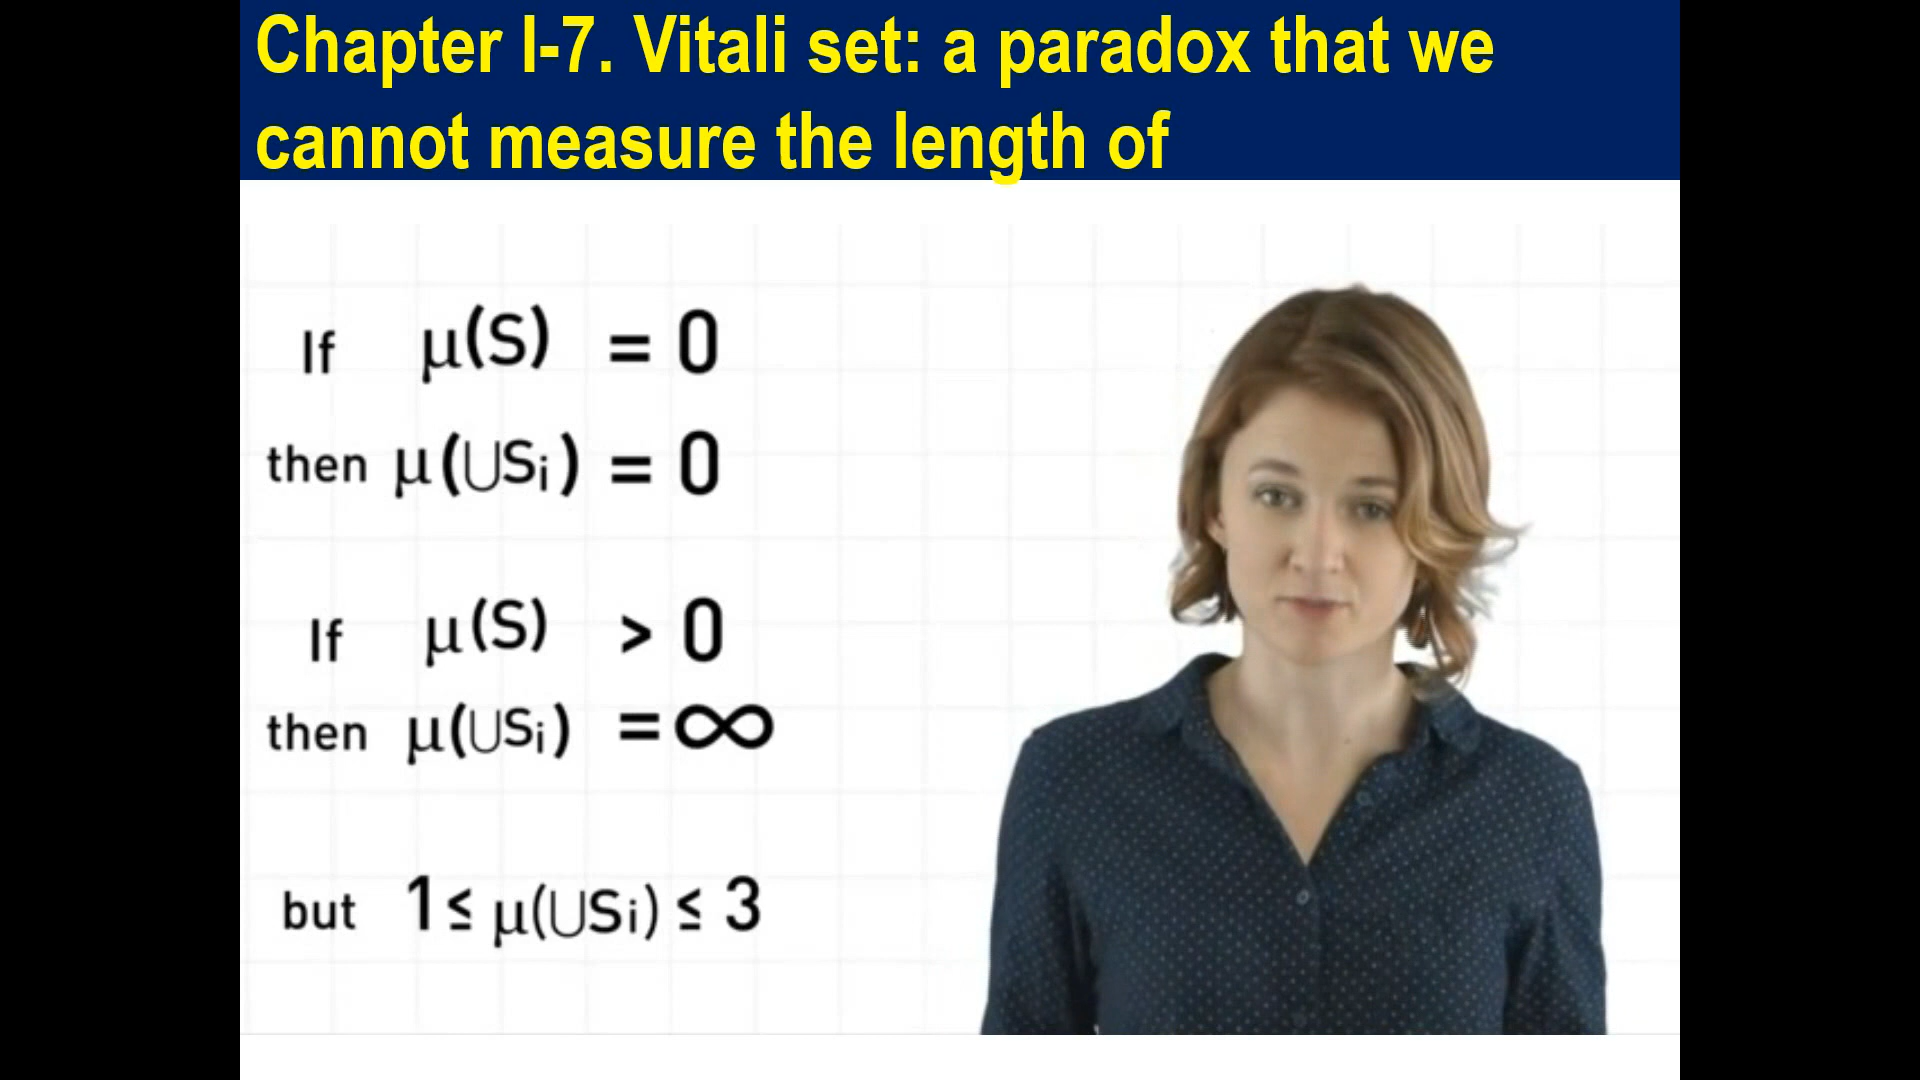 Chapter I-7. Vitali set: a paradox that we
cannot measure the length of
If μ(S) = 0
then μ(∪Si) = 0
If μ(S) > 0
then μ(∪Si) = ∞
but 1 ≤ μ(∪Si) ≤ 3